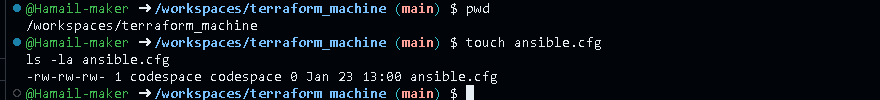 @Hamail-maker ➜ /workspaces/terraform_machine (main) $ pwd
/workspaces/terraform_machine
@Hamail-maker ➜ /workspaces/terraform_machine (main) $ touch ansible.cfg
ls -la ansible.cfg
-rw-rw-rw- 1 codespace codespace 0 Jan 23 13:00 ansible.cfg
@Hamail-maker ➜ /workspaces/terraform_machine (main) $